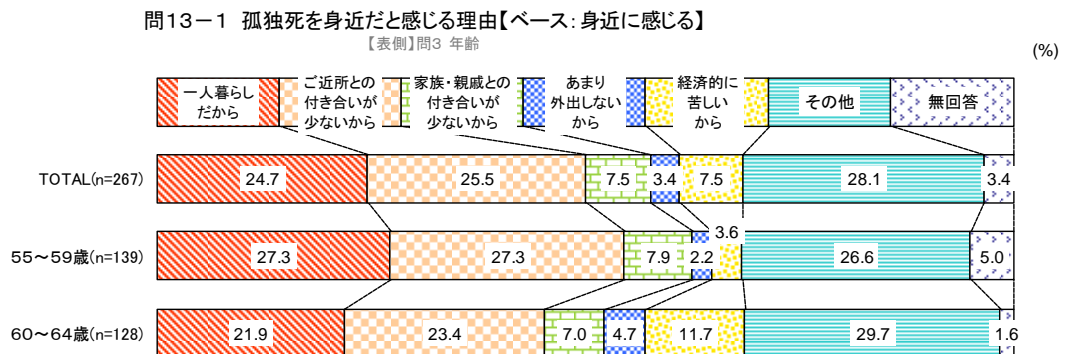 問13－1 孤独死を身近だと感じる理由【ベース：身近に感じる】
【表側】問3 年齢
(%)
一人暮らし
だから
ご近所との
付き合いが
少ないから
家族・親戚との
付き合いが
少ないから
あまり
外出しない
から
経済的に
苦しい
から
その他
無回答
TOTAL(n=267)
24.7
25.5
7.5
3.4
7.5
28.1
3.4
55～59歳(n=139)
27.3
27.3
7.9
2.2
3.6
26.6
5.0
60～64歳(n=128)
21.9
23.4
7.0
4.7
11.7
29.7
1.6